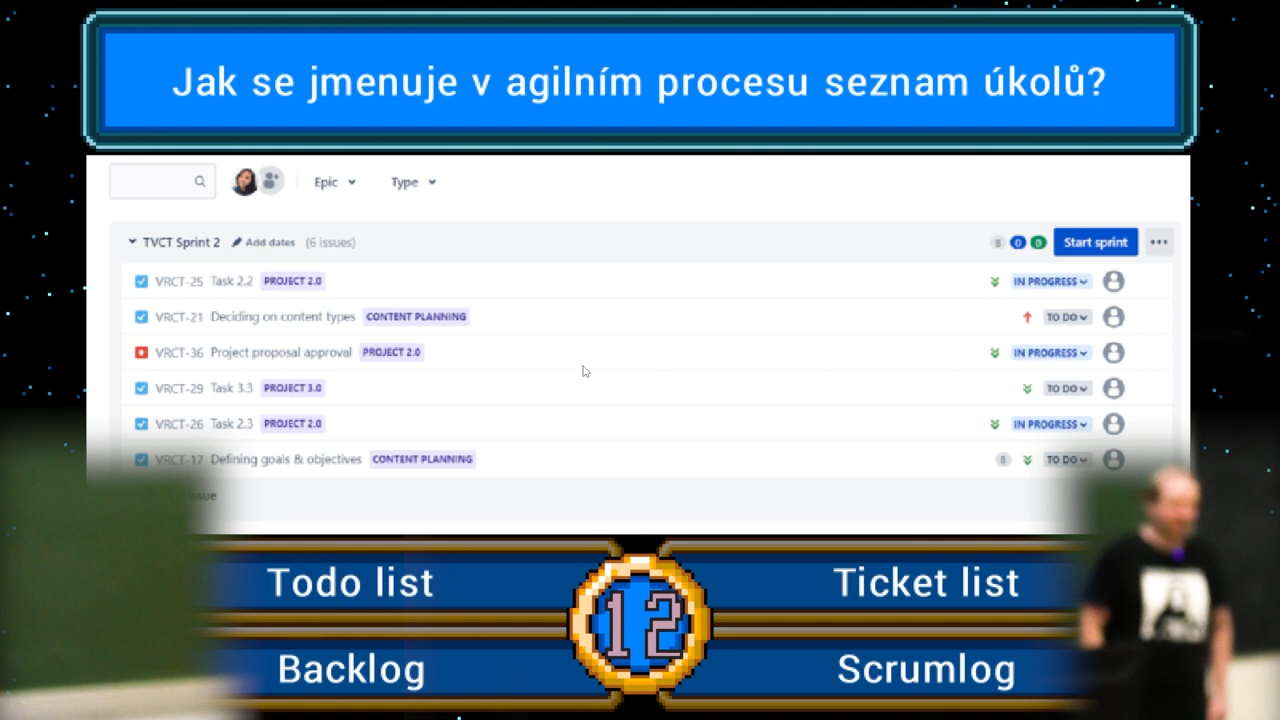 Jak se jmenuje v agilním procesu seznam úkolů?
Epic Type
TVCT Sprint 2 Add dates (6 issues) 8 0 0 Start sprint
VRCT-25 Task 2.2 PROJECT 2.0 IN PROGRESS
VRCT-21 Deciding on content types CONTENT PLANNING TO DO
VRCT-36 Project proposal approval PROJECT 2.0 IN PROGRESS
VRCT-29 Task 3.3 PROJECT 3.0 TO DO
VRCT-26 Task 2.3 PROJECT 2.0 IN PROGRESS
VRCT-17 Defining goals & objectives CONTENT PLANNING 8 TO DO
issue
Todo list Ticket list
12
Backlog Scrumlog